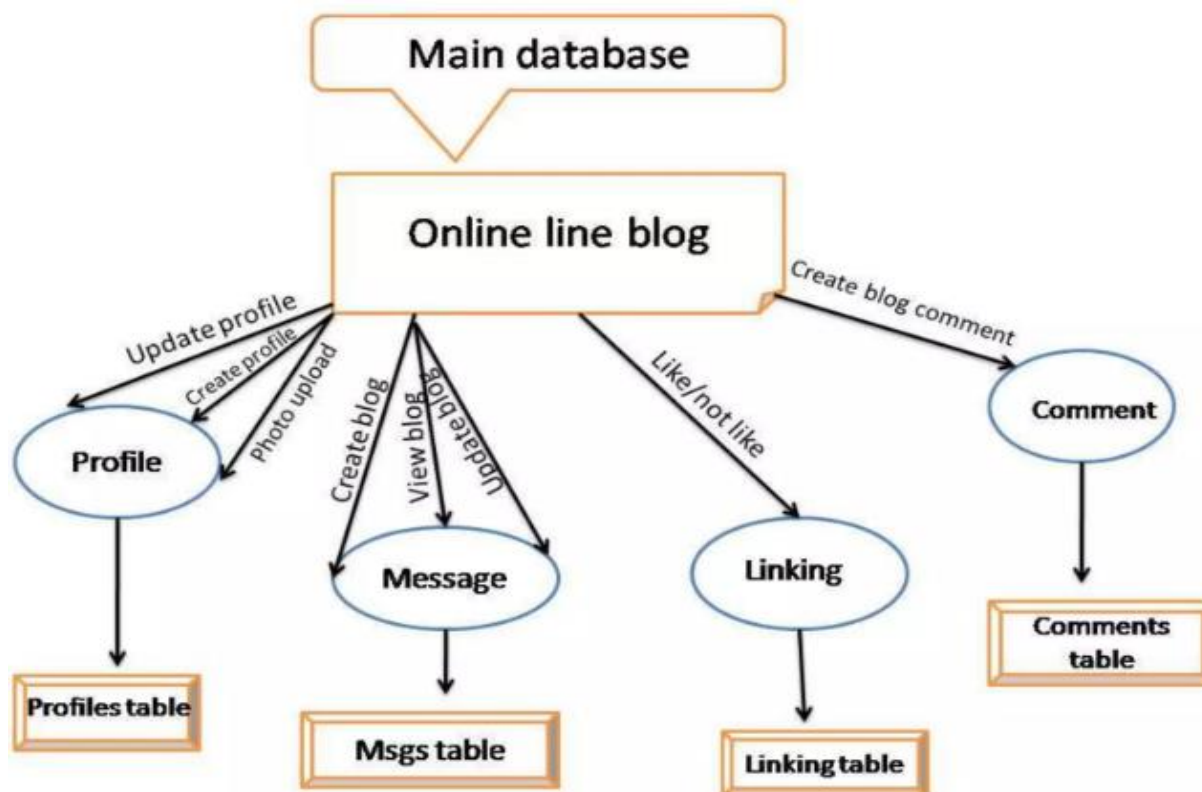 Main database
Online line blog
Update profile
Create profile
Photo upload
Create blog
View blog
Update blog
Like/not like
Create blog comment
Profile
Message
Linking
Comment
Profiles table
Msgs table
Linking table
Comments
table